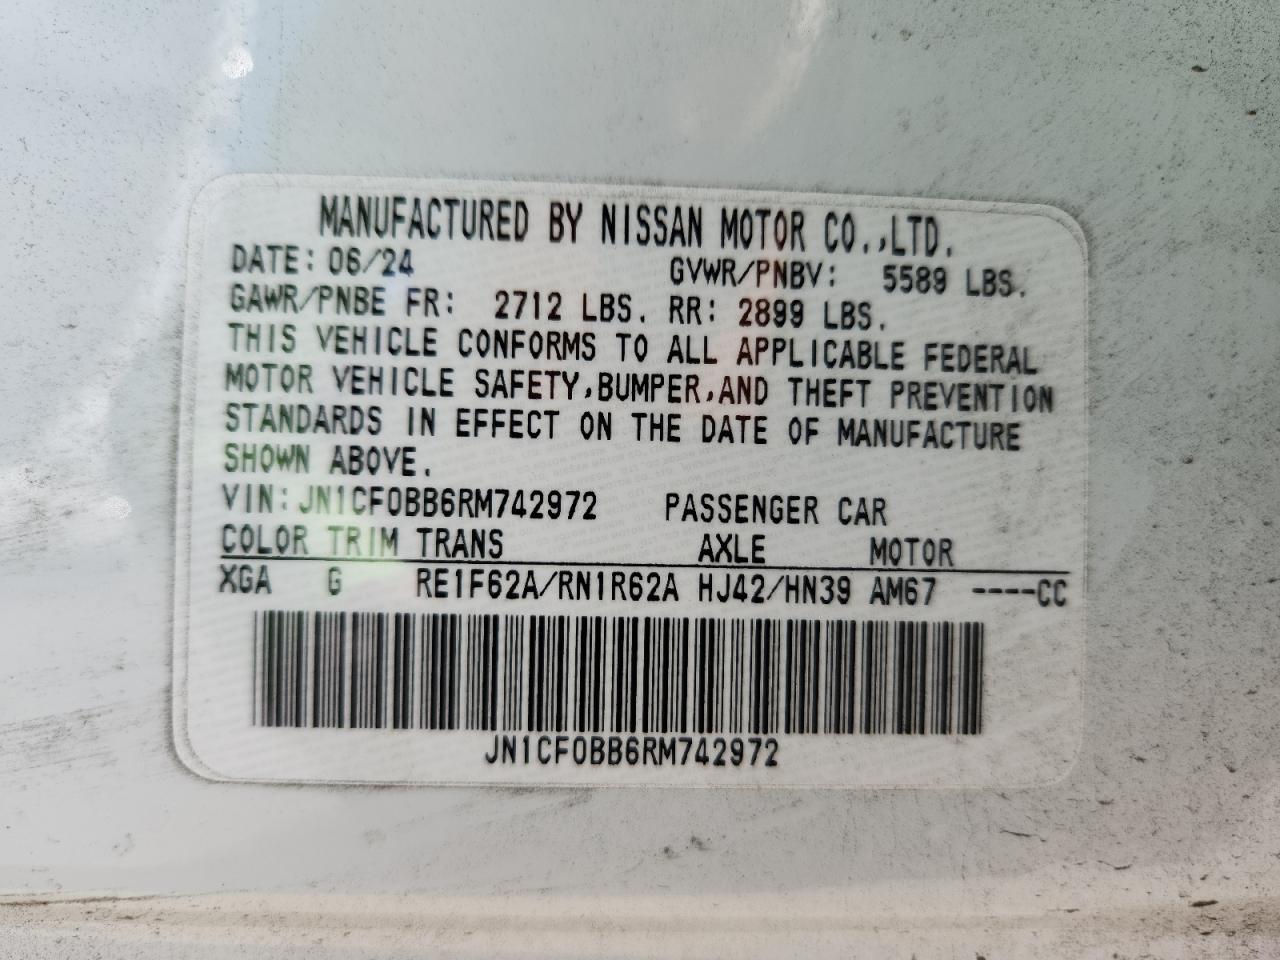 MANUFACTURED BY NISSAN MOTOR CO.,LTD.
DATE: 06/24 GVWR/PNBV: 5589 LBS.
GAWR/PNBE FR: 2712 LBS. RR: 2899 LBS.
THIS VEHICLE CONFORMS TO ALL APPLICABLE FEDERAL
MOTOR VEHICLE SAFETY,BUMPER,AND THEFT PREVENTION
STANDARDS IN EFFECT ON THE DATE OF MANUFACTURE
SHOWN ABOVE.
VIN:JN1CF0BB6RM742972 PASSENGER CAR
COLOR TRIM TRANS AXLE MOTOR
XGA G RE1F62A/RN1R62A HJ42/HN39 AM67 ----CC
JN1CF0BB6RM742972